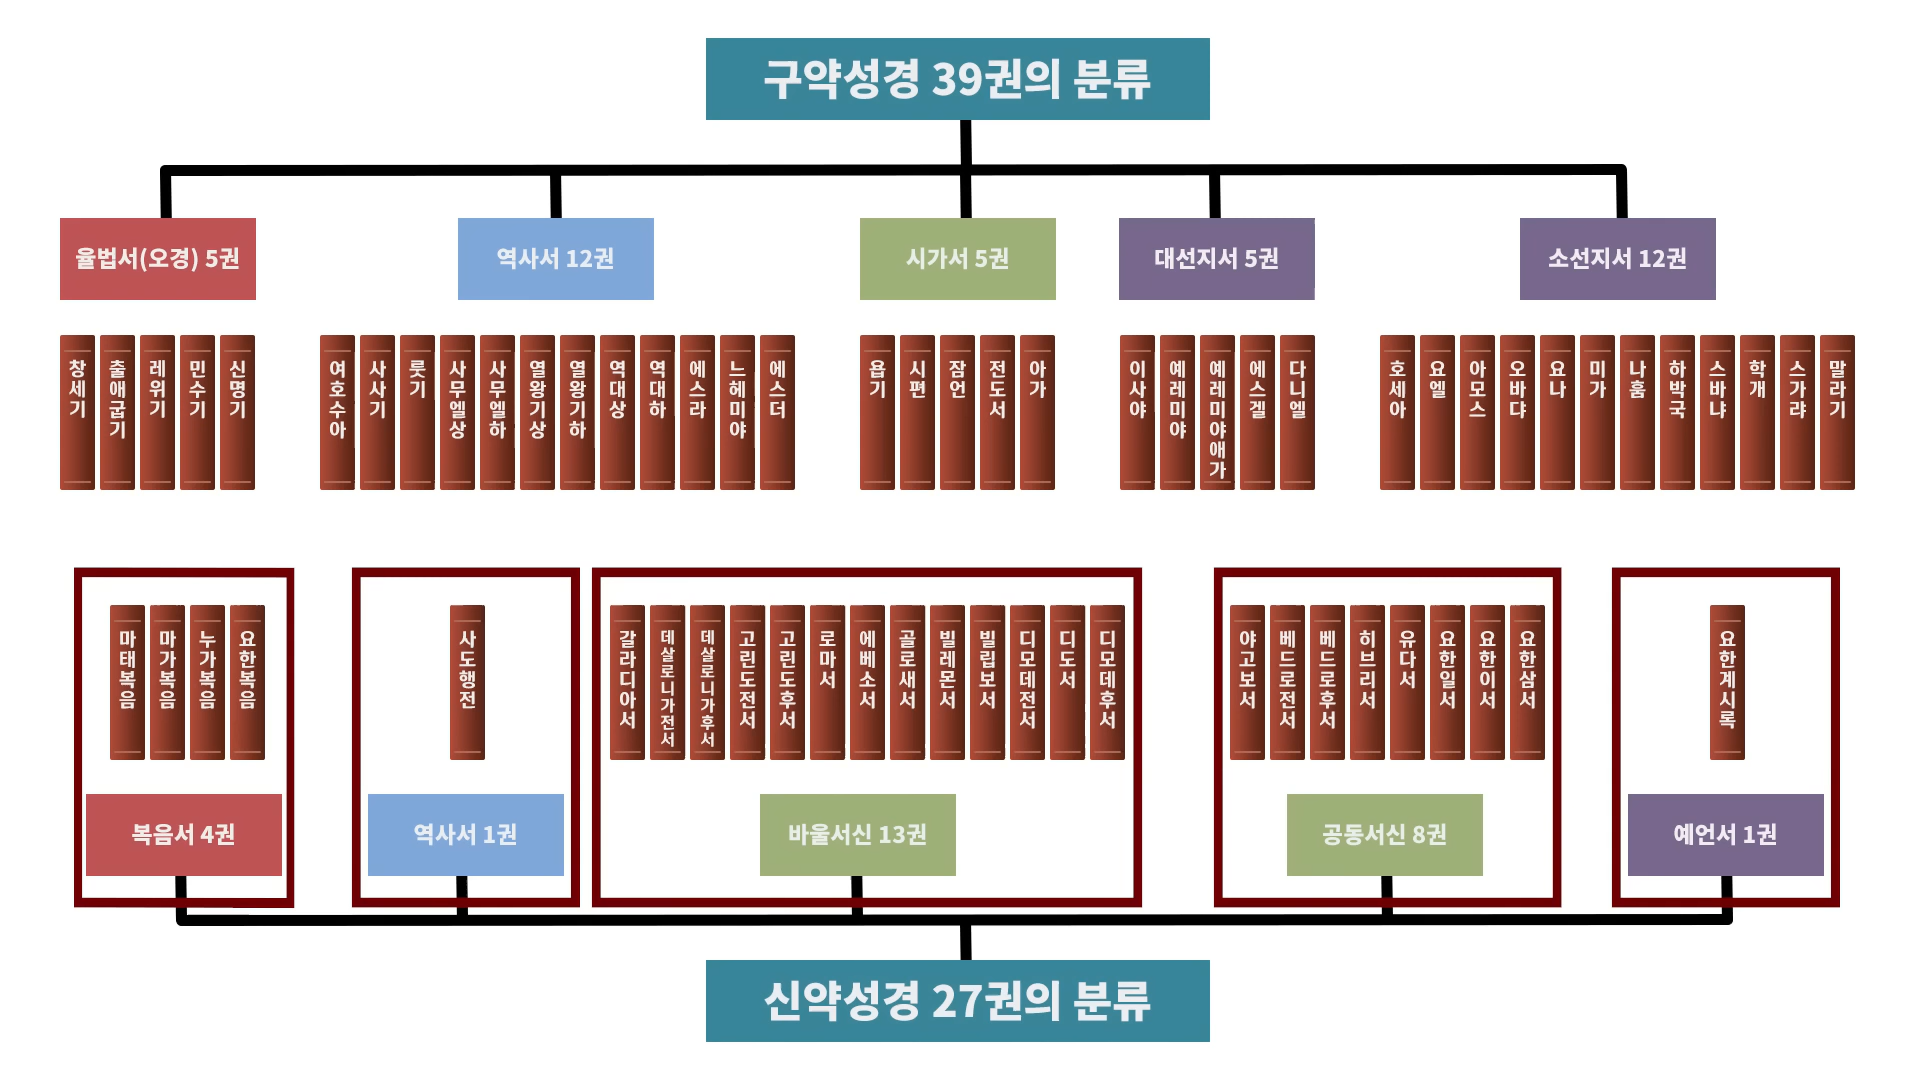 구약성경 39권의 분류
율법서(오경) 5권
역사서 12권
시가서 5권
대선지서 5권
소선지서 12권
창세기
출애굽기
레위기
민수기
신명기
여호수아
사사기
룻기
사무엘상
사무엘하
열왕기상
열왕기하
역대상
역대하
에스라
느헤미야
에스더
욥기
시편
잠언
전도서
아가
이사야
예레미야
예레미야애가
에스겔
다니엘
호세아
요엘
아모스
오바댜
요나
미가
나훔
하박국
스바냐
학개
스가랴
말라기
마태복음
마가복음
누가복음
요한복음
사도행전
갈라디아서
데살로니가전서
데살로니가후서
고린도전서
고린도후서
로마서
에베소서
골로새서
빌레몬서
빌립보서
디모데전서
디도서
디모데후서
야고보서
베드로전서
베드로후서
히브리서
유다서
요한일서
요한이서
요한삼서
요한계시록
복음서 4권
역사서 1권
바울서신 13권
공동서신 8권
예언서 1권
신약성경 27권의 분류